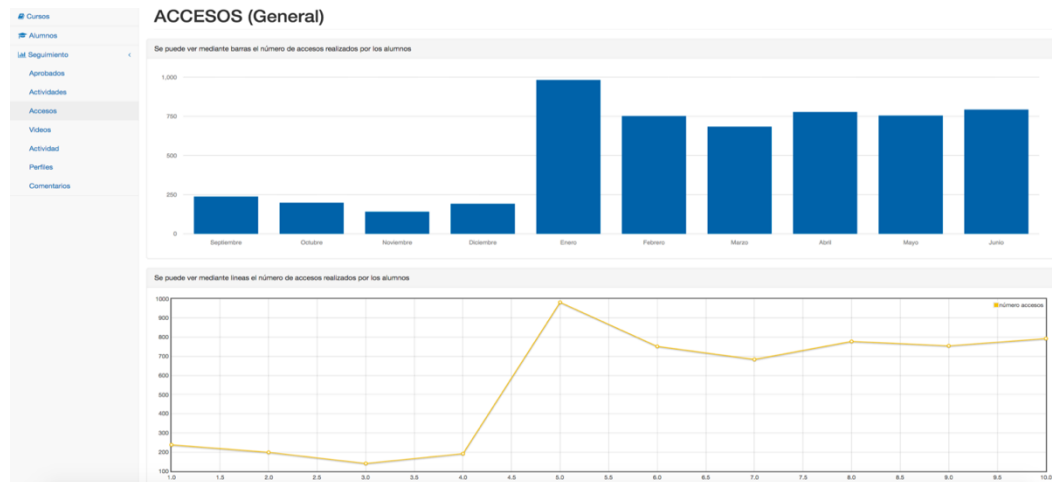 Cursos
Alumnos
Seguimiento
Aprobados
Actividades
Accesos
Videos
Actividad
Perfiles
Comentarios
ACCESOS (General)
Se puede ver mediante barras el número de accesos realizados por los alumnos
1,000
750
500
250
0
Septiembre Octubre Noviembre Diciembre Enero Febrero Marzo Abril Mayo Junio
Se puede ver mediante lineas el número de accesos realizados por los alumnos
número accesos
1000
900
800
700
600
500
400
300
200
100
1.0 1.5 2.0 2.5 3.0 3.5 4.0 4.5 5.0 5.5 6.0 6.5 7.0 7.5 8.0 8.5 9.0 9.5 10.0